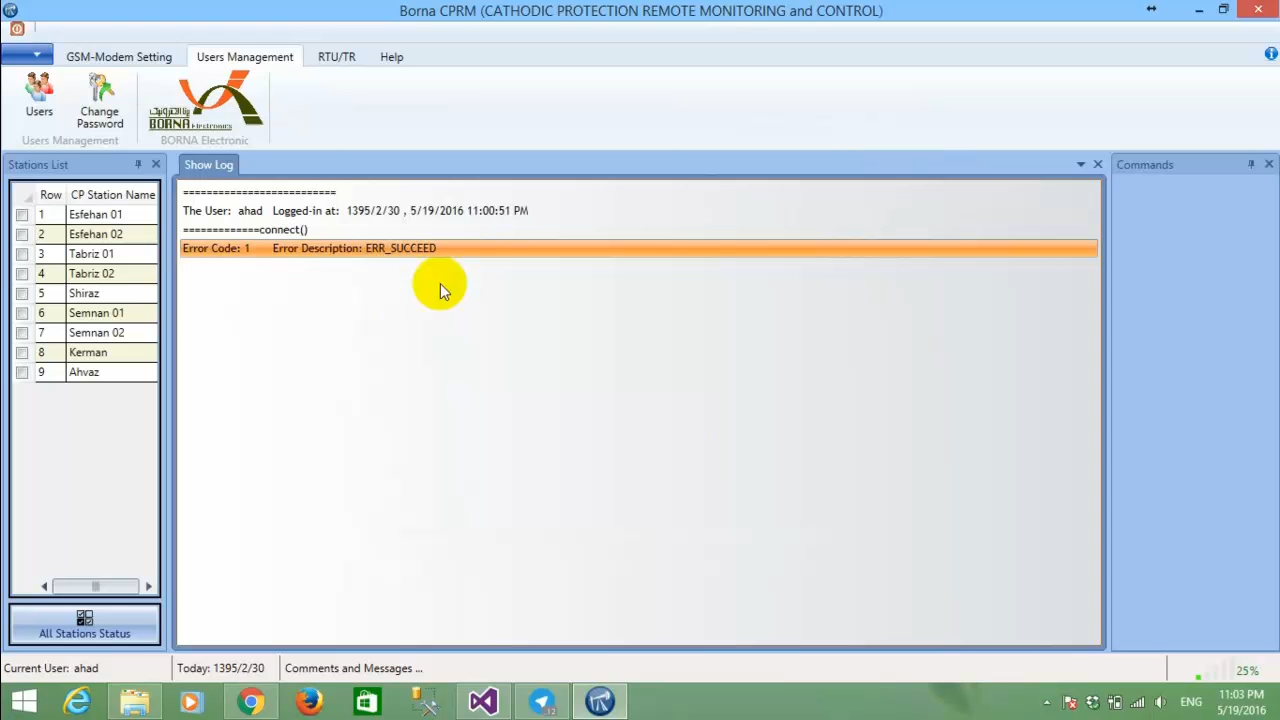 Borna CPRM (CATHODIC PROTECTION REMOTE MONITORING and CONTROL)
GSM-Modem Setting
Users Management
RTU/TR
Help
Users
Change
Password
برنا الکترونیک
BORNA Electronics
Users Management
BORNA Electronic
Stations List
Show Log
Commands
Row CP Station Name
1 Esfehan 01
2 Esfehan 02
3 Tabriz 01
4 Tabriz 02
5 Shiraz
6 Semnan 01
7 Semnan 02
8 Kerman
9 Ahvaz
==========================
The User: ahad Logged-in at: 1395/2/30 , 5/19/2016 11:00:51 PM
=============connect()
Error Code: 1 Error Description: ERR_SUCCEED
All Stations Status
Current User: ahad
Today: 1395/2/30
Comments and Messages ...
25%
12
ENG
11:03 PM
5/19/2016